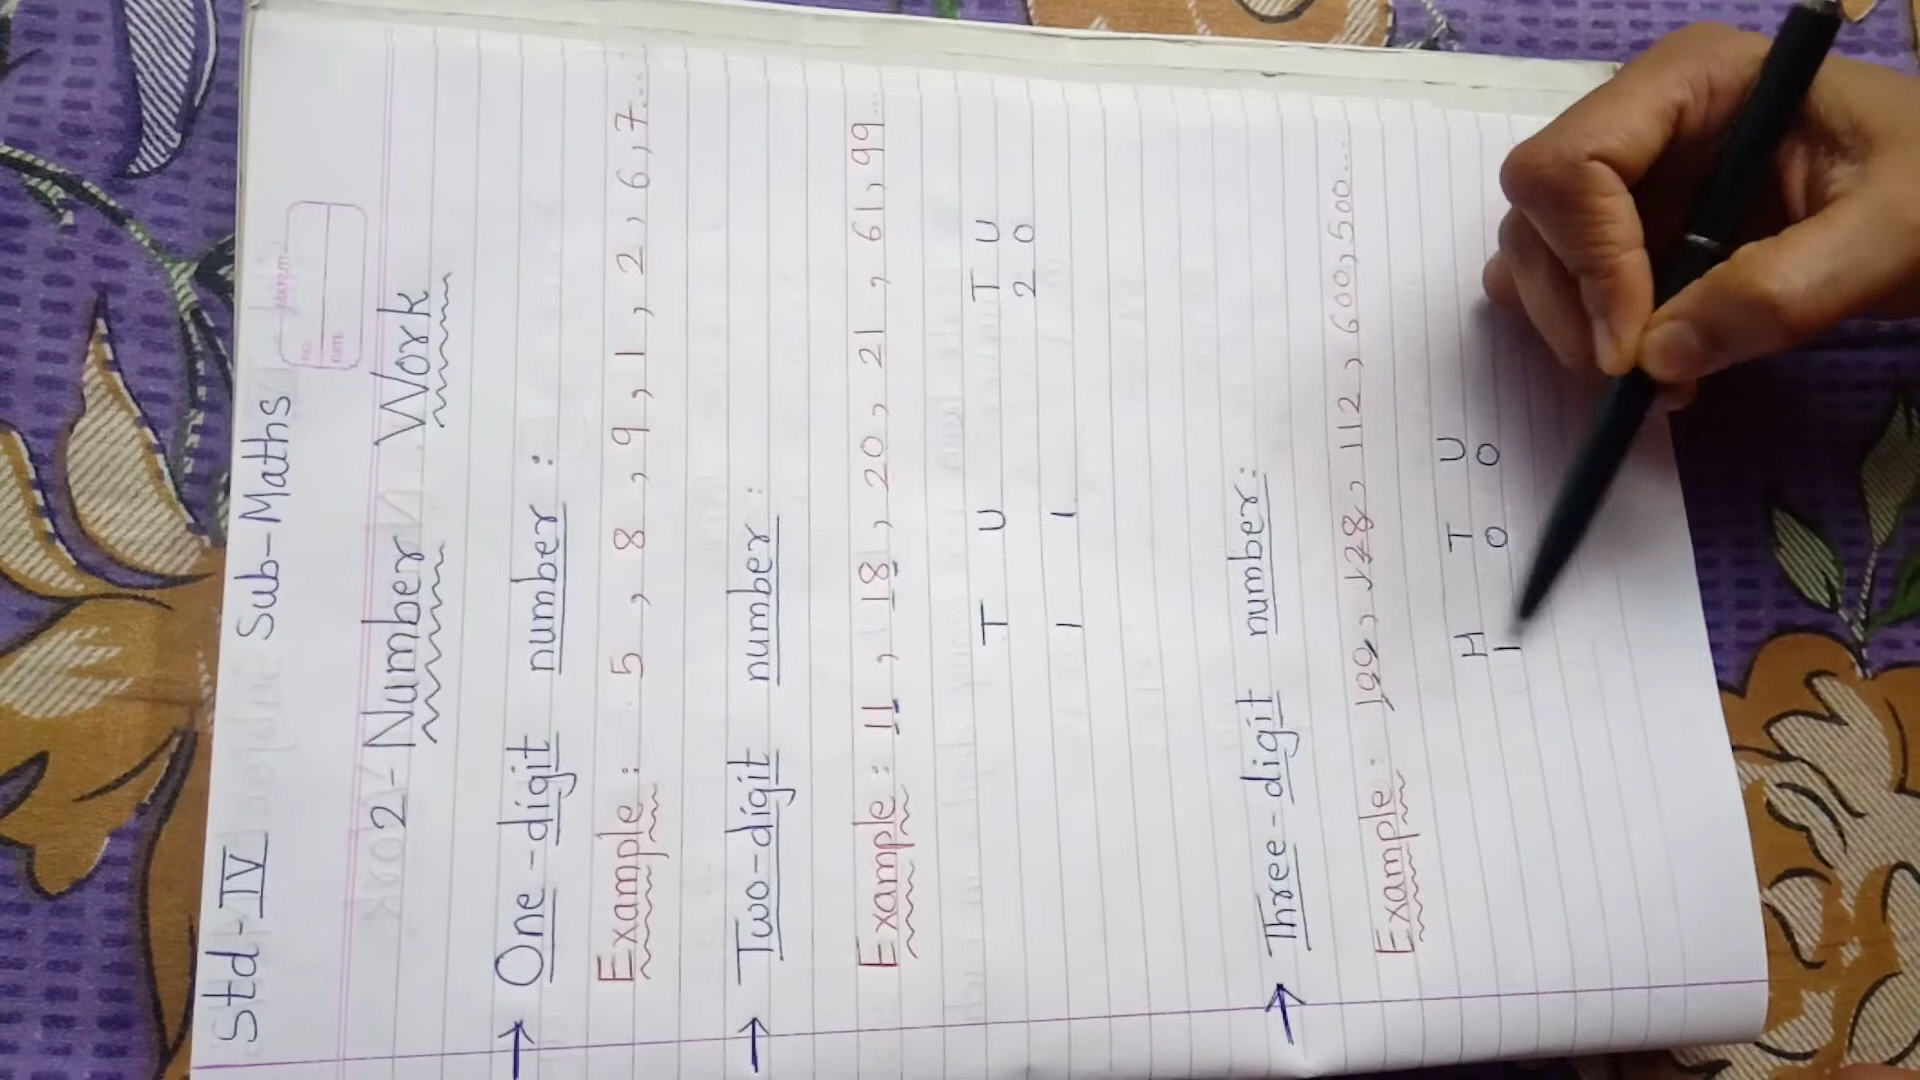 Std-IV Sub-Maths
NO.
DATE
2-Number Work
→ One-digit number :
Example : 5, 8, 9, 1, 2, 6, 7...
→ Two-digit number :
Example : 11, 18, 20, 21, 61, 99...
T U T U
2 0
1 1
→ Three-digit number:
Example : 100, 128, 112, 600, 500...
H T U
1 0 0